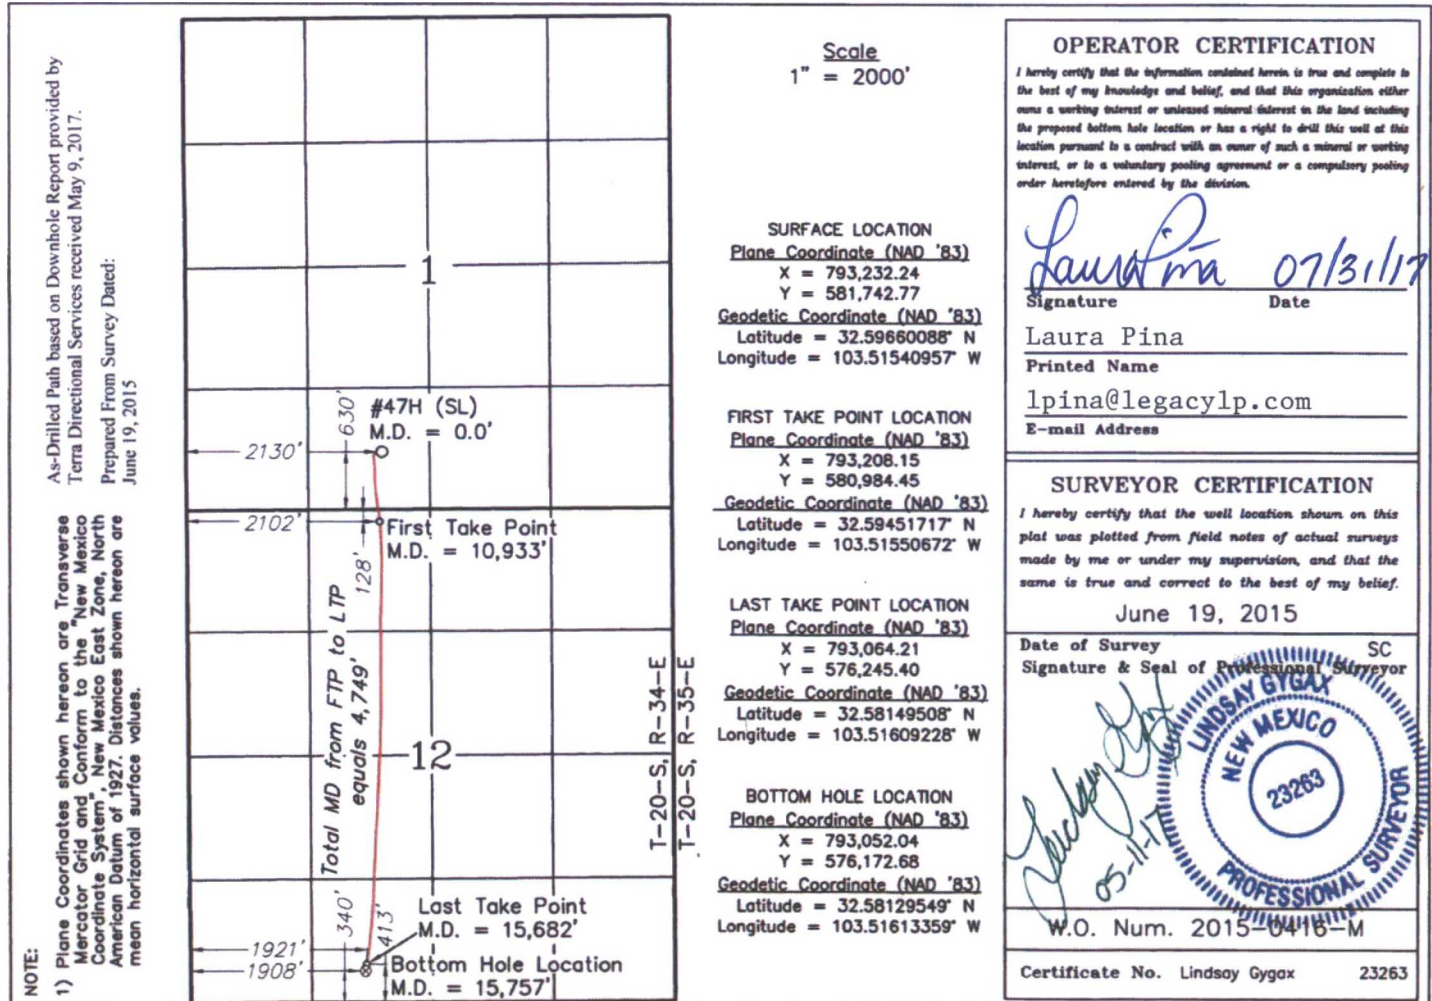 NOTE:
1) Plane Coordinates shown hereon are Transverse
Mercator Grid and Conform to the "New Mexico
Coordinate System", New Mexico East Zone, North
American Datum of 1927. Distances shown hereon are
mean horizontal surface values.
As-Drilled Path based on Downhole Report provided by
Terra Directional Services received May 9, 2017.
Prepared From Survey Dated:
June 19, 2015
1
630'
#47H (SL)
M.D. = 0.0'
2130'
2102'
First Take Point
M.D. = 10,933'
128'
Total MD from FTP to LTP
equals 4,749'
12
T-20-S, R-34-E
T-20-S, R-35-E
340'
413'
Last Take Point
M.D. = 15,682'
1921'
1908'
Bottom Hole Location
M.D. = 15,757'
Scale
1" = 2000'
SURFACE LOCATION
Plane Coordinate (NAD '83)
X = 793,232.24
Y = 581,742.77
Geodetic Coordinate (NAD '83)
Latitude = 32.59660088° N
Longitude = 103.51540957° W
FIRST TAKE POINT LOCATION
Plane Coordinate (NAD '83)
X = 793,208.15
Y = 580,984.45
Geodetic Coordinate (NAD '83)
Latitude = 32.59451717° N
Longitude = 103.51550672° W
LAST TAKE POINT LOCATION
Plane Coordinate (NAD '83)
X = 793,064.21
Y = 576,245.40
Geodetic Coordinate (NAD '83)
Latitude = 32.58149508° N
Longitude = 103.51609228° W
BOTTOM HOLE LOCATION
Plane Coordinate (NAD '83)
X = 793,052.04
Y = 576,172.68
Geodetic Coordinate (NAD '83)
Latitude = 32.58129549° N
Longitude = 103.51613359° W
OPERATOR CERTIFICATION
I hereby certify that the information contained herein is true and complete to
the best of my knowledge and belief, and that this organization either
owns a working interest or unleased mineral interest in the land including
the proposed bottom hole location or has a right to drill this well at this
location pursuant to a contract with an owner of such a mineral or working
interest, or to a voluntary pooling agreement or a compulsory pooling
order heretofore entered by the division.
Laura Pina 07/31/17
Signature Date
Laura Pina
Printed Name
lpina@legacylp.com
E-mail Address
SURVEYOR CERTIFICATION
I hereby certify that the well location shown on this
plat was plotted from field notes of actual surveys
made by me or under my supervision, and that the
same is true and correct to the best of my belief.
June 19, 2015
Date of Survey SC
Signature & Seal of Professional Surveyor
Lindsay Gygax
05-11-17
LINDSAY GYGAX
NEW MEXICO
23263
PROFESSIONAL SURVEYOR
W.O. Num. 2015-0416-M
Certificate No. Lindsay Gygax 23263